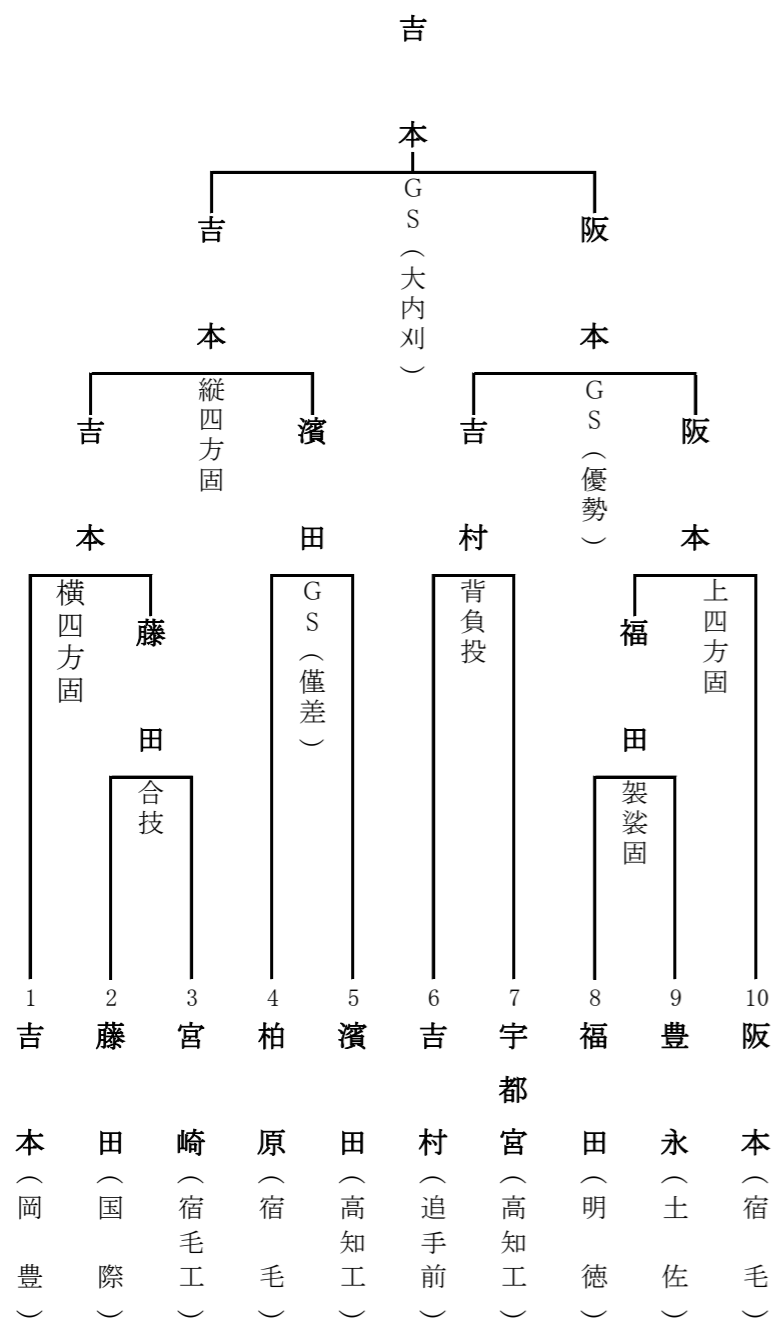 吉本
GS（大内刈）
吉本
阪本
縦四方固
GS（優勢）
吉本
濱田
吉村
阪本
横四方固
GS（僅差）
背負投
上四方固
藤田
福田
合技
袈裟固
1 吉本（岡豊）
2 藤田（国際）
3 宮崎（宿毛工）
4 柏原（宿毛）
5 濱田（高知工）
6 吉村（追手前）
7 宇都宮（高知工）
8 福田（明徳）
9 豊永（土佐）
10 阪本（宿毛）